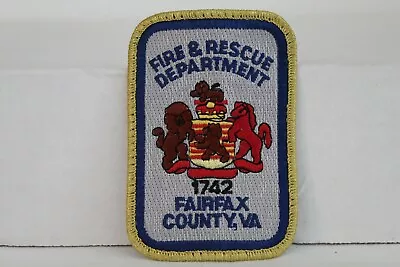 FIRE & RESCUE
DEPARTMENT
1742
FAIRFAX
COUNTY, VA